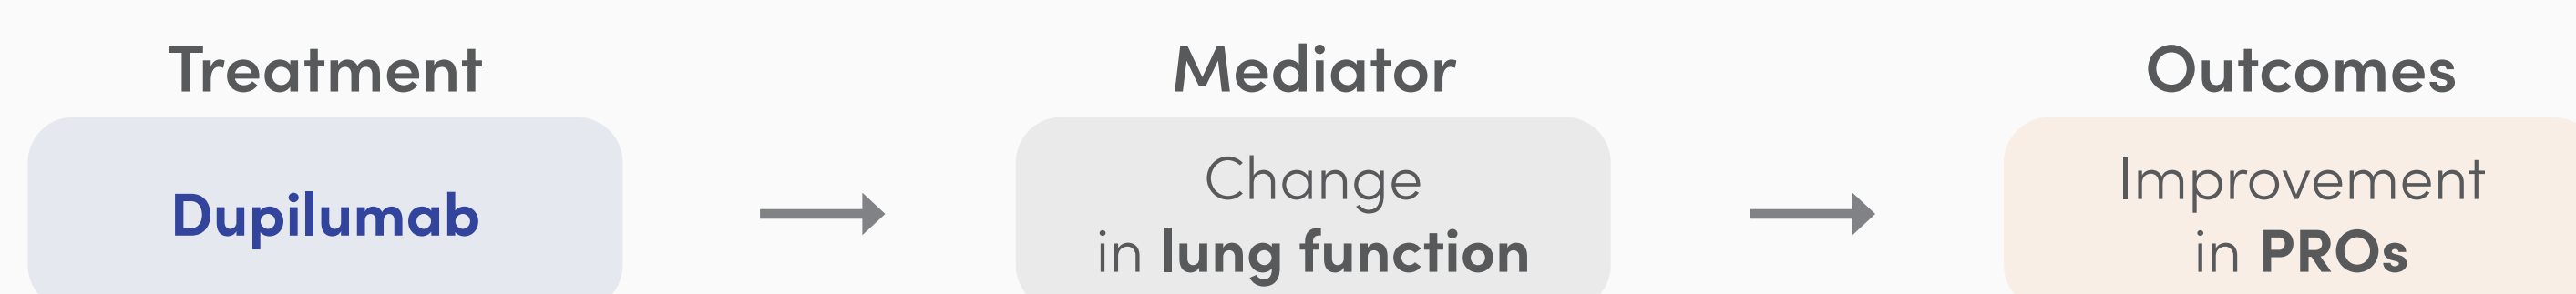 Treatment
Mediator
Outcomes
Dupilumab
Change
in lung function
Improvement
in PROs